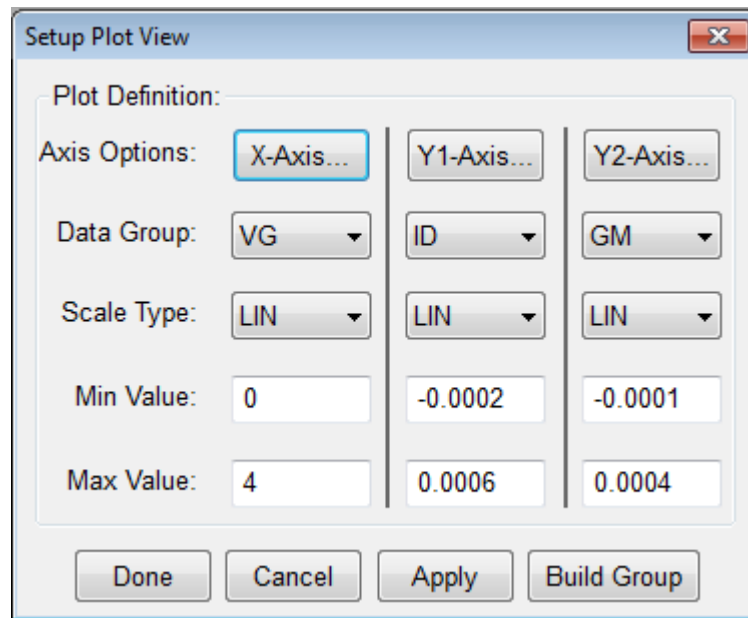 Setup Plot View
Plot Definition:
Axis Options: X-Axis... Y1-Axis... Y2-Axis...
Data Group: VG ID GM
Scale Type: LIN LIN LIN
Min Value: 0 -0.0002 -0.0001
Max Value: 4 0.0006 0.0004
Done Cancel Apply Build Group